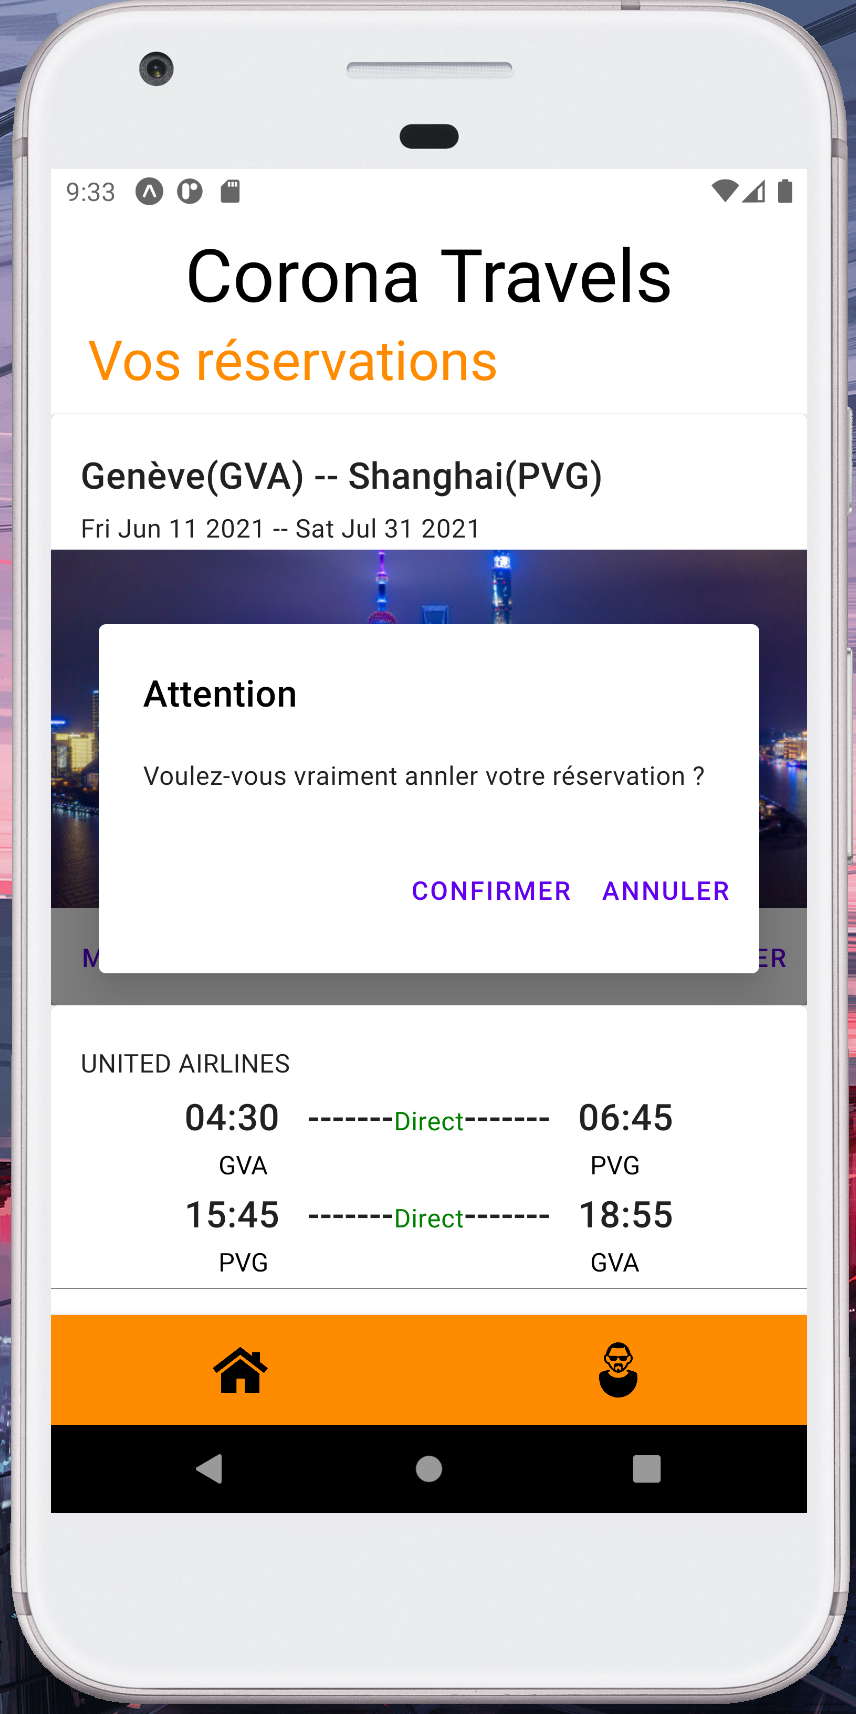 9:33
Corona Travels
Vos réservations
Genève(GVA) -- Shanghai(PVG)
Fri Jun 11 2021 -- Sat Jul 31 2021
Attention
Voulez-vous vraiment annler votre réservation ?
CONFIRMER ANNULER
UNITED AIRLINES
04:30 -------Direct------- 06:45
GVA PVG
15:45 -------Direct------- 18:55
PVG GVA